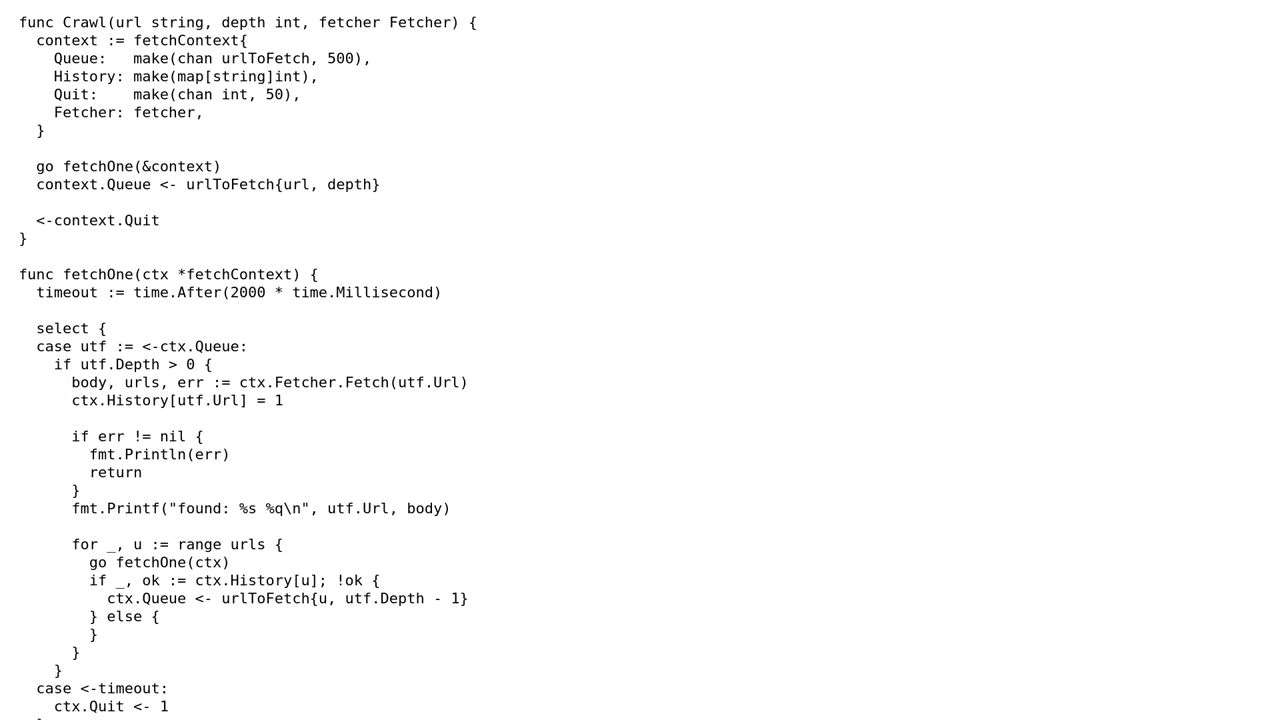 func Crawl(url string, depth int, fetcher Fetcher) {
  context := fetchContext{
    Queue:   make(chan urlToFetch, 500),
    History: make(map[string]int),
    Quit:    make(chan int, 50),
    Fetcher: fetcher,
  }

  go fetchOne(&context)
  context.Queue <- urlToFetch{url, depth}

  <-context.Quit
}

func fetchOne(ctx *fetchContext) {
  timeout := time.After(2000 * time.Millisecond)

  select {
  case utf := <-ctx.Queue:
    if utf.Depth > 0 {
      body, urls, err := ctx.Fetcher.Fetch(utf.Url)
      ctx.History[utf.Url] = 1

      if err != nil {
        fmt.Println(err)
        return
      }
      fmt.Printf("found: %s %q\n", utf.Url, body)

      for _, u := range urls {
        go fetchOne(ctx)
        if _, ok := ctx.History[u]; !ok {
          ctx.Queue <- urlToFetch{u, utf.Depth - 1}
        } else {
        }
      }
    }
  case <-timeout:
    ctx.Quit <- 1